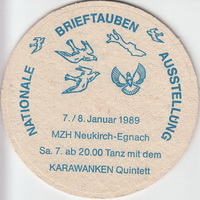 NATIONALE BRIEFTAUBEN AUSSTELLUNG
7./8. Januar 1989
MZH Neukirch-Egnach
Sa. 7. ab 20.00 Tanz mit dem
KARAWANKEN Quintett